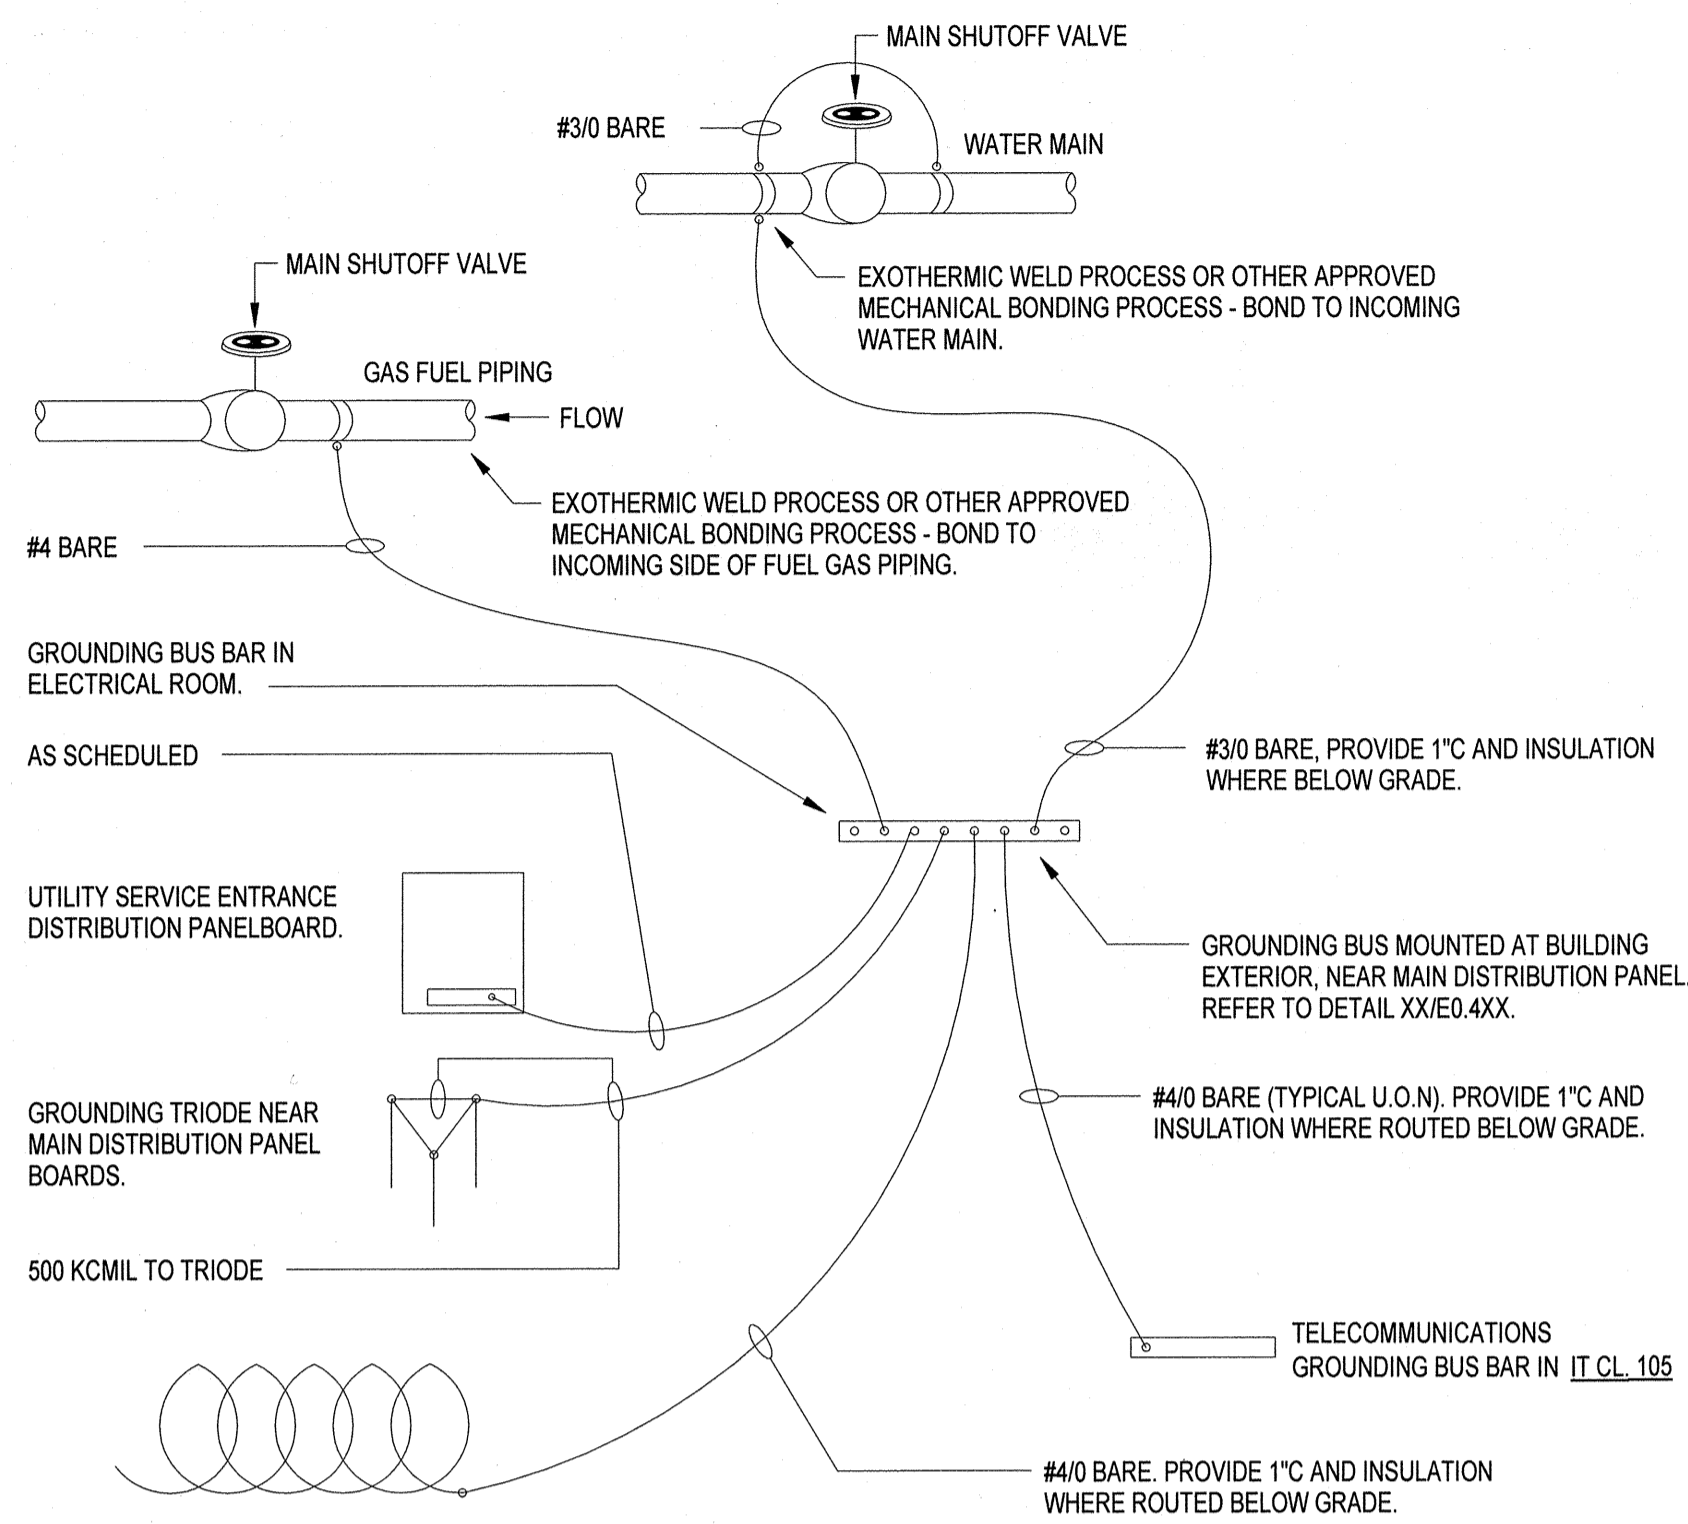 MAIN SHUTOFF VALVE
#3/0 BARE
WATER MAIN
EXOTHERMIC WELD PROCESS OR OTHER APPROVED
MECHANICAL BONDING PROCESS - BOND TO INCOMING
WATER MAIN.
MAIN SHUTOFF VALVE
GAS FUEL PIPING
FLOW
EXOTHERMIC WELD PROCESS OR OTHER APPROVED
MECHANICAL BONDING PROCESS - BOND TO
INCOMING SIDE OF FUEL GAS PIPING.
#4 BARE
GROUNDING BUS BAR IN
ELECTRICAL ROOM.
AS SCHEDULED
#3/0 BARE, PROVIDE 1"C AND INSULATION
WHERE BELOW GRADE.
UTILITY SERVICE ENTRANCE
DISTRIBUTION PANELBOARD.
GROUNDING BUS MOUNTED AT BUILDING
EXTERIOR, NEAR MAIN DISTRIBUTION PANEL.
REFER TO DETAIL XX/E0.4XX.
GROUNDING TRIODE NEAR
MAIN DISTRIBUTION PANEL
BOARDS.
#4/0 BARE (TYPICAL U.O.N). PROVIDE 1"C AND
INSULATION WHERE ROUTED BELOW GRADE.
500 KCMIL TO TRIODE
TELECOMMUNICATIONS
GROUNDING BUS BAR IN IT CL. 105
#4/0 BARE. PROVIDE 1"C AND INSULATION
WHERE ROUTED BELOW GRADE.